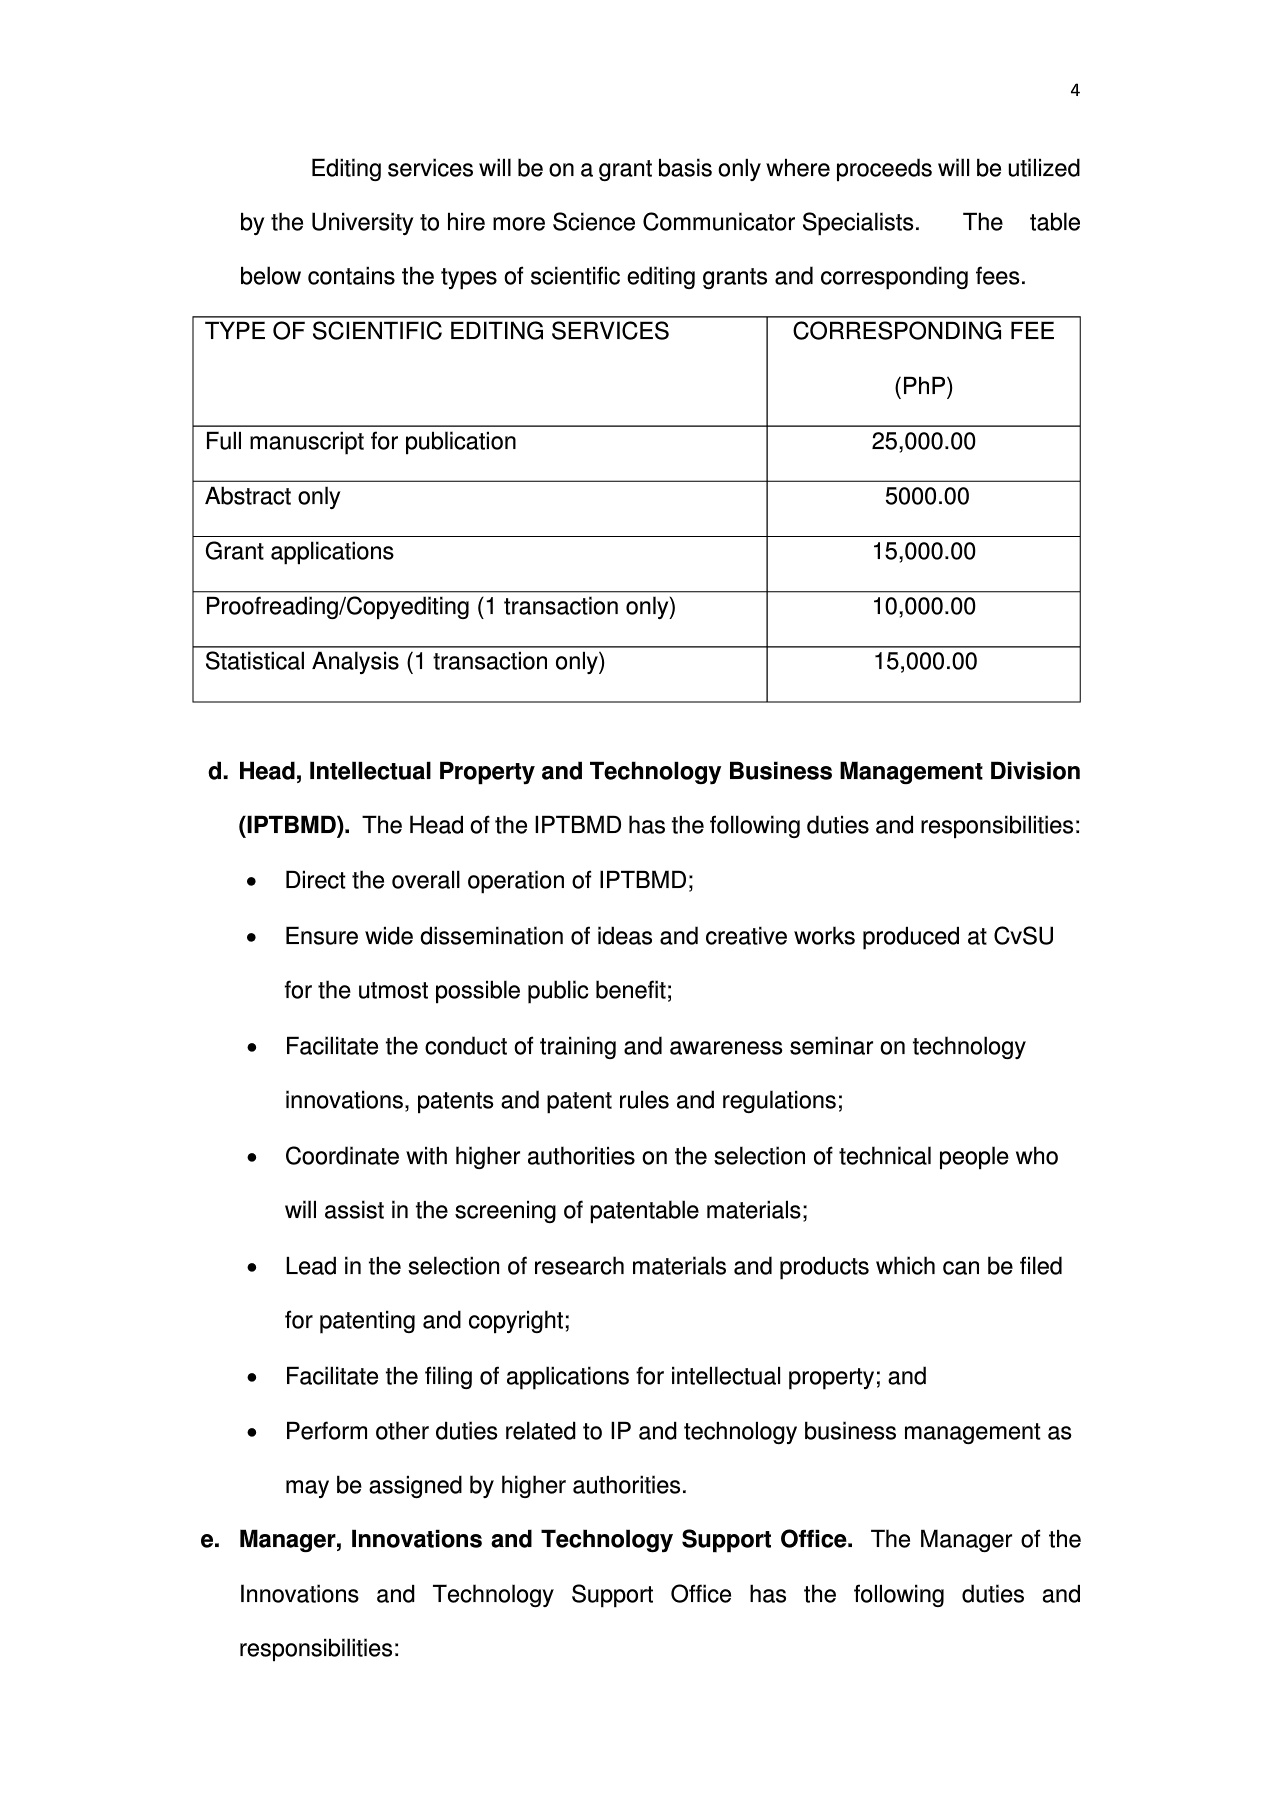 4
Editing services will be on a grant basis only where proceeds will be utilized
by the University to hire more Science Communicator Specialists. The table
below contains the types of scientific editing grants and corresponding fees.
TYPE OF SCIENTIFIC EDITING SERVICES CORRESPONDING FEE
(PhP)
Full manuscript for publication 25,000.00
Abstract only 5000.00
Grant applications 15,000.00
Proofreading/Copyediting (1 transaction only) 10,000.00
Statistical Analysis (1 transaction only) 15,000.00
d. Head, Intellectual Property and Technology Business Management Division
(IPTBMD). The Head of the IPTBMD has the following duties and responsibilities:
• Direct the overall operation of IPTBMD;
• Ensure wide dissemination of ideas and creative works produced at CvSU
for the utmost possible public benefit;
• Facilitate the conduct of training and awareness seminar on technology
innovations, patents and patent rules and regulations;
• Coordinate with higher authorities on the selection of technical people who
will assist in the screening of patentable materials;
• Lead in the selection of research materials and products which can be filed
for patenting and copyright;
• Facilitate the filing of applications for intellectual property; and
• Perform other duties related to IP and technology business management as
may be assigned by higher authorities.
e. Manager, Innovations and Technology Support Office. The Manager of the
Innovations and Technology Support Office has the following duties and
responsibilities: